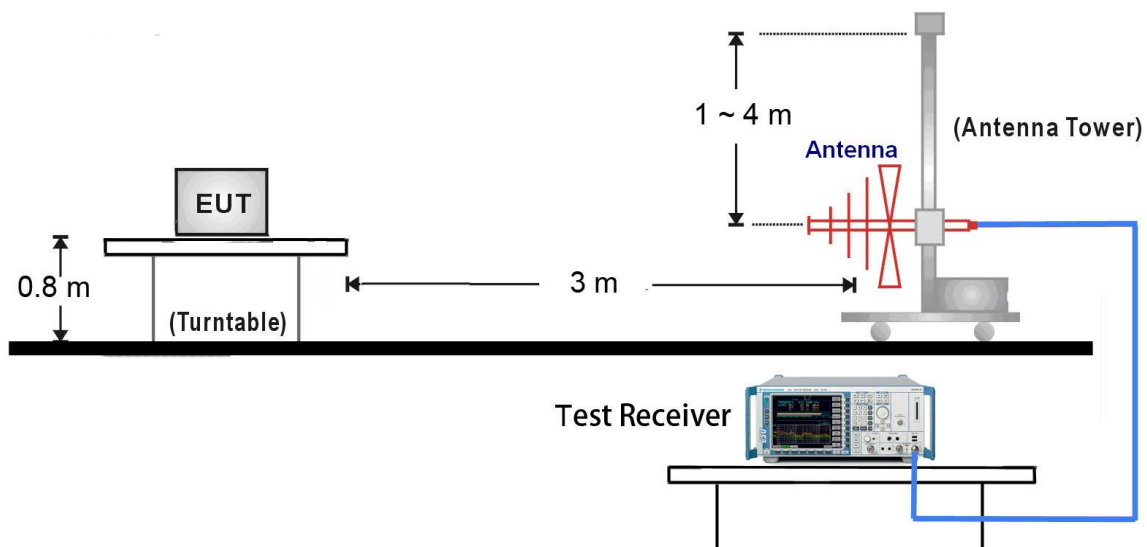 1 ~ 4 m
(Antenna Tower)
Antenna
EUT
0.8 m
3 m
(Turntable)
Test Receiver